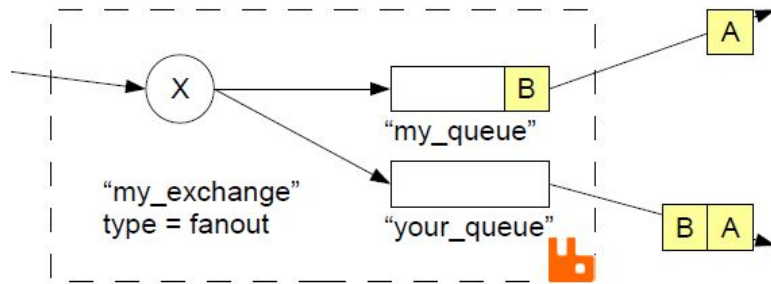 A
X
B
“my_queue”
“my_exchange”
type = fanout
“your_queue”
B A